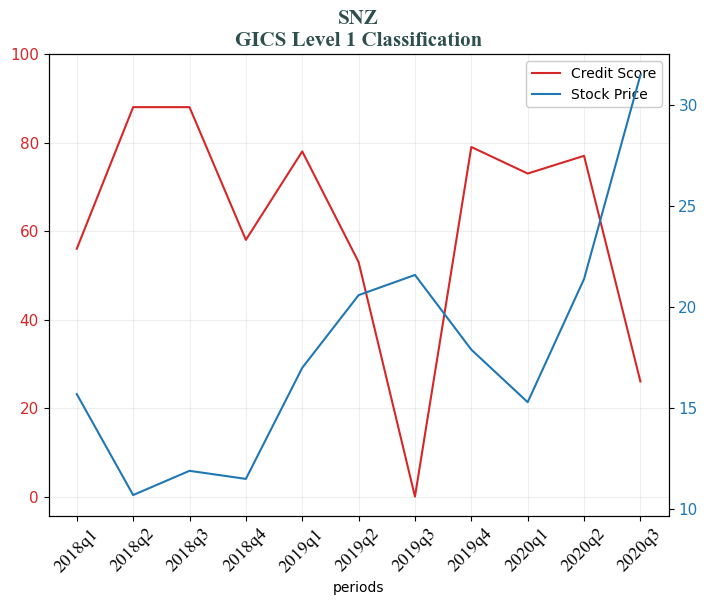 SNZ
GICS Level 1 Classification
Credit Score
Stock Price
100
80
60
40
20
0
30
25
20
15
10
2018q1
2018q2
2018q3
2018q4
2019q1
2019q2
2019q3
2019q4
2020q1
2020q2
2020q3
periods